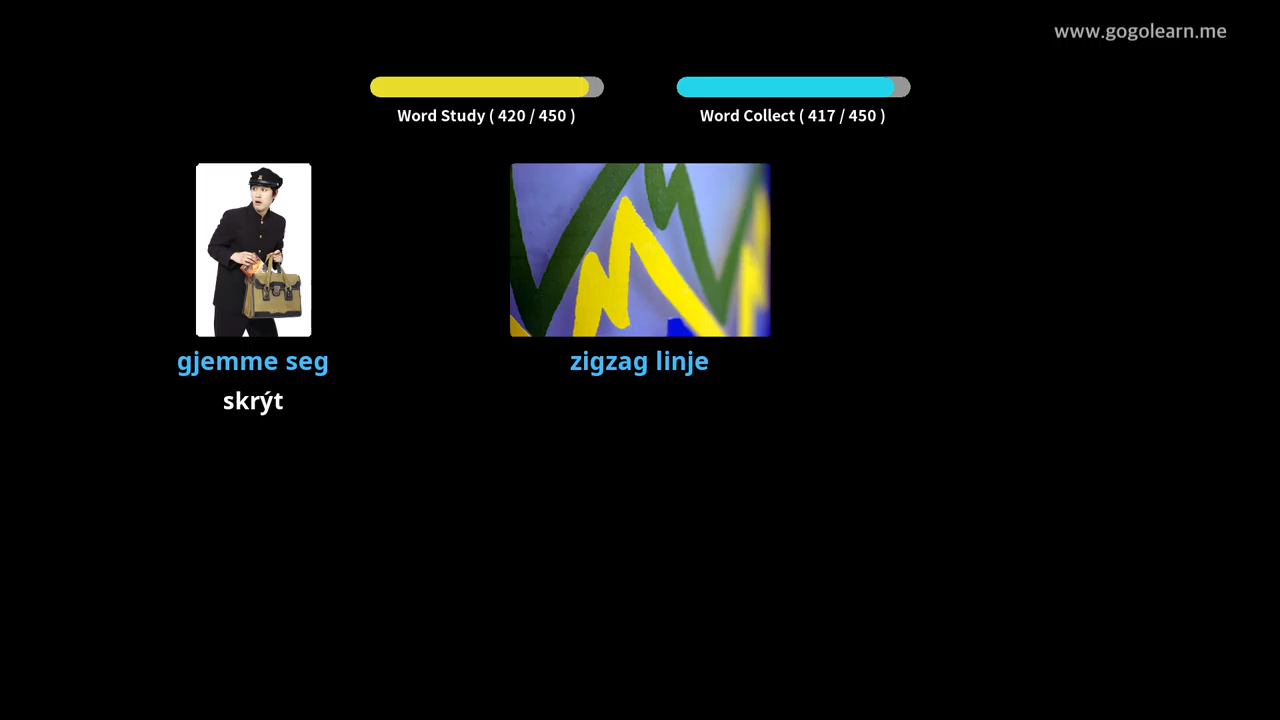 www.gogolearn.me
Word Study ( 420 / 450 )
Word Collect ( 417 / 450 )
gjemme seg
zigzag linje
skrýt